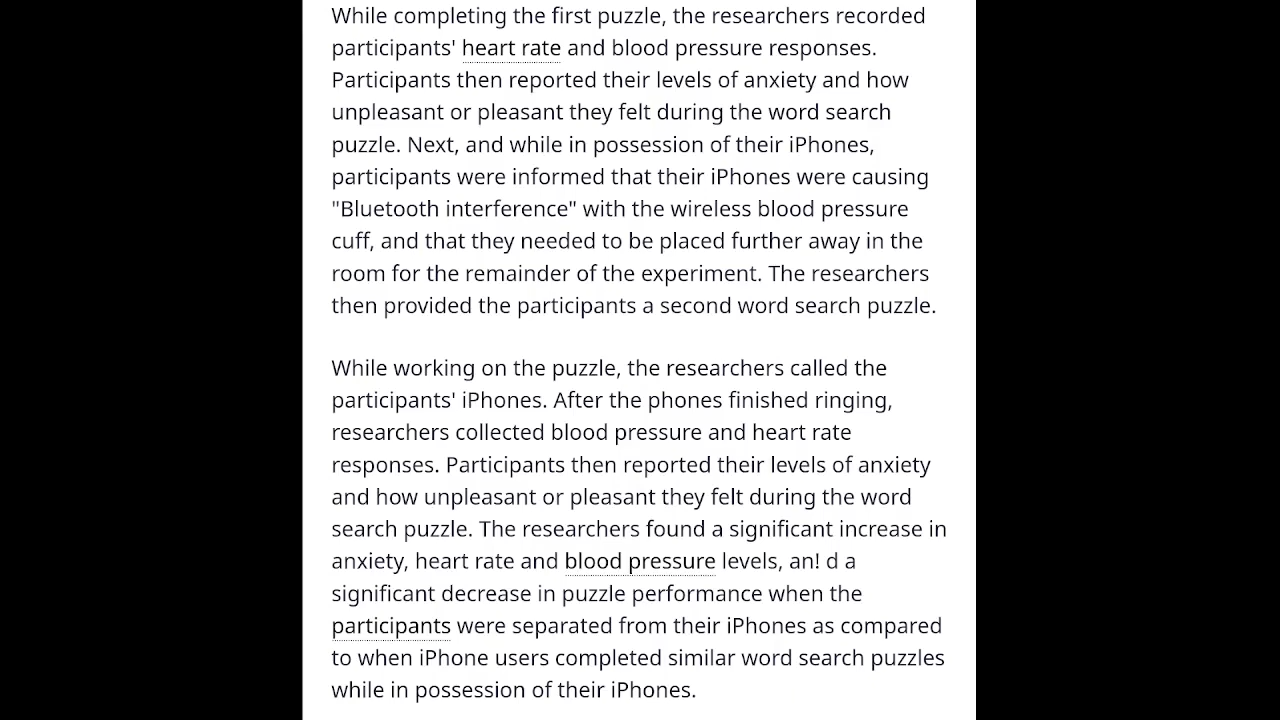 While completing the first puzzle, the researchers recorded
participants' heart rate and blood pressure responses.
Participants then reported their levels of anxiety and how
unpleasant or pleasant they felt during the word search
puzzle. Next, and while in possession of their iPhones,
participants were informed that their iPhones were causing
"Bluetooth interference" with the wireless blood pressure
cuff, and that they needed to be placed further away in the
room for the remainder of the experiment. The researchers
then provided the participants a second word search puzzle.
While working on the puzzle, the researchers called the
participants' iPhones. After the phones finished ringing,
researchers collected blood pressure and heart rate
responses. Participants then reported their levels of anxiety
and how unpleasant or pleasant they felt during the word
search puzzle. The researchers found a significant increase in
anxiety, heart rate and blood pressure levels, an! d a
significant decrease in puzzle performance when the
participants were separated from their iPhones as compared
to when iPhone users completed similar word search puzzles
while in possession of their iPhones.